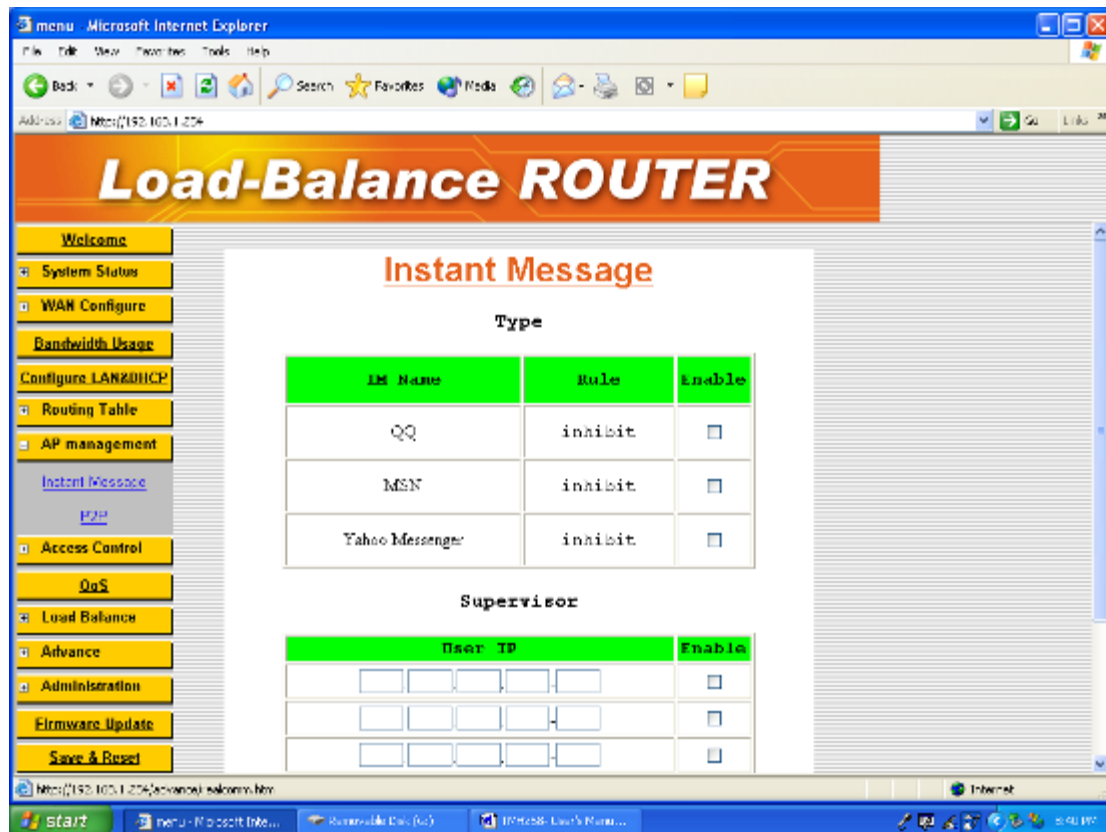 menu - Microsoft Internet Explorer
File Edit View Favorites Tools Help
Back Search Favorites Media
Address Go Links
Load-Balance ROUTER
Welcome
System Status
WAN Configure
Bandwidth Usage
Configure LAN&DHCP
Routing Table
AP management
Instant Message
P2P
Access Control
QoS
Load Balance
Advance
Administration
Firmware Update
Save & Reset
Instant Message
Type
IM Name Rule Enable
QQ inhibit
MSN inhibit
Yahoo Messenger inhibit
Supervisor
User IP Enable
Internet
start menu - Microsoft Inte... Removable Disk (G:) User's Manu...